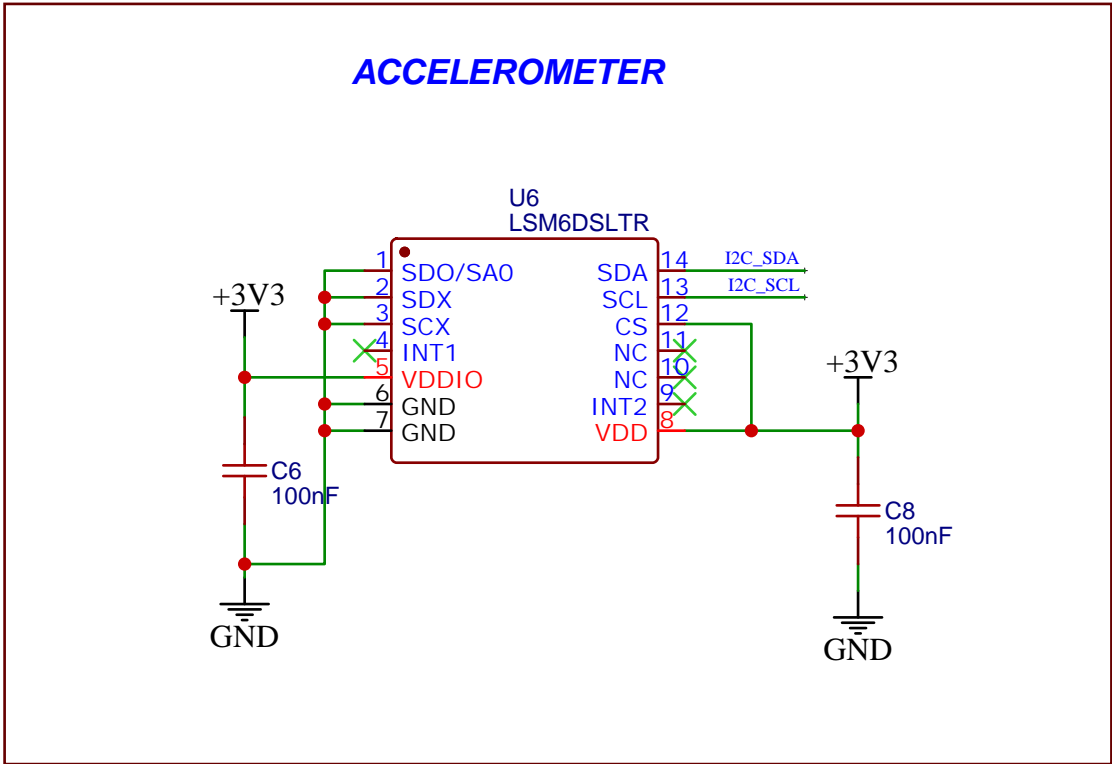 ACCELEROMETER
U6
LSM6DSLTR
1 SDO/SA0
2 SDX
3 SCX
4 INT1
5 VDDIO
6 GND
7 GND
SDA 14 I2C_SDA
SCL 13 I2C_SCL
CS 12
NC 11
NC 10
INT2 9
VDD 8
+3V3
C6
100nF
GND
+3V3
C8
100nF
GND